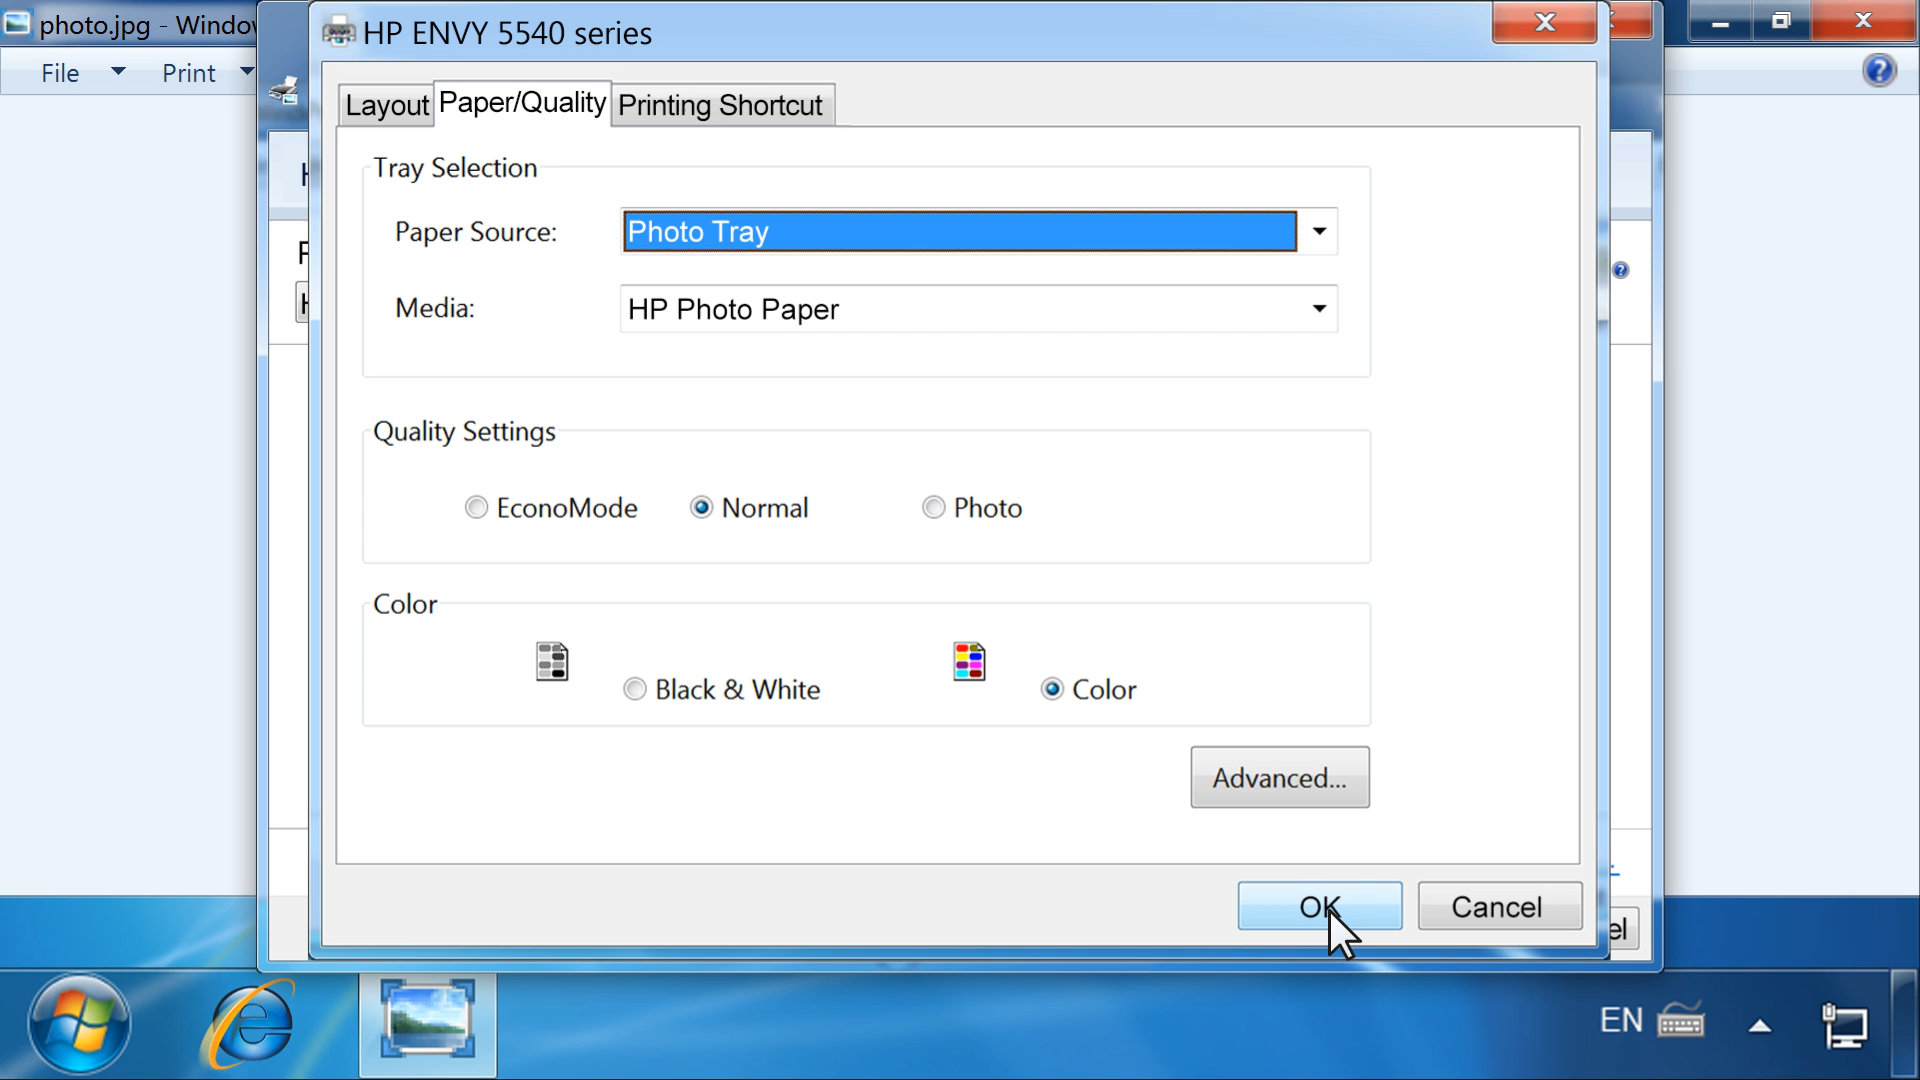 photo.jpg - Windo
File
Print
HP ENVY 5540 series
Layout
Paper/Quality
Printing Shortcut
Tray Selection
Paper Source:
Photo Tray
Media:
HP Photo Paper
Quality Settings
EconoMode
Normal
Photo
Color
Black & White
Color
Advanced...
OK
Cancel
el
EN